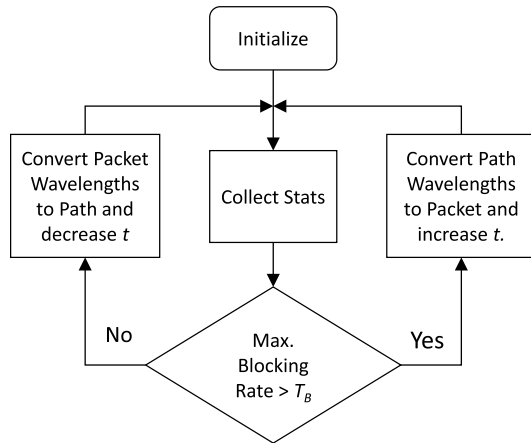 Initialize
Convert Packet
Wavelengths
to Path and
decrease t
Collect Stats
Convert Path
Wavelengths
to Packet and
increase t.
No
Yes
Max.
Blocking
Rate > T_B